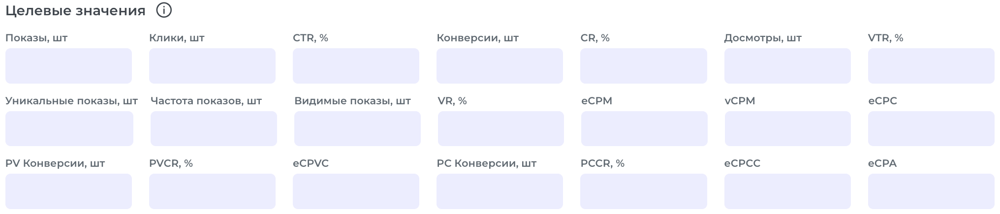 Целевые значения
Показы, шт Клики, шт CTR, % Конверсии, шт CR, % Досмотры, шт VTR, %
Уникальные показы, шт Частота показов, шт Видимые показы, шт VR, % eCPM vCPM eCPC
PV Конверсии, шт PVCR, % eCPVC PC Конверсии, шт PCCR, % eCPCC eCPA